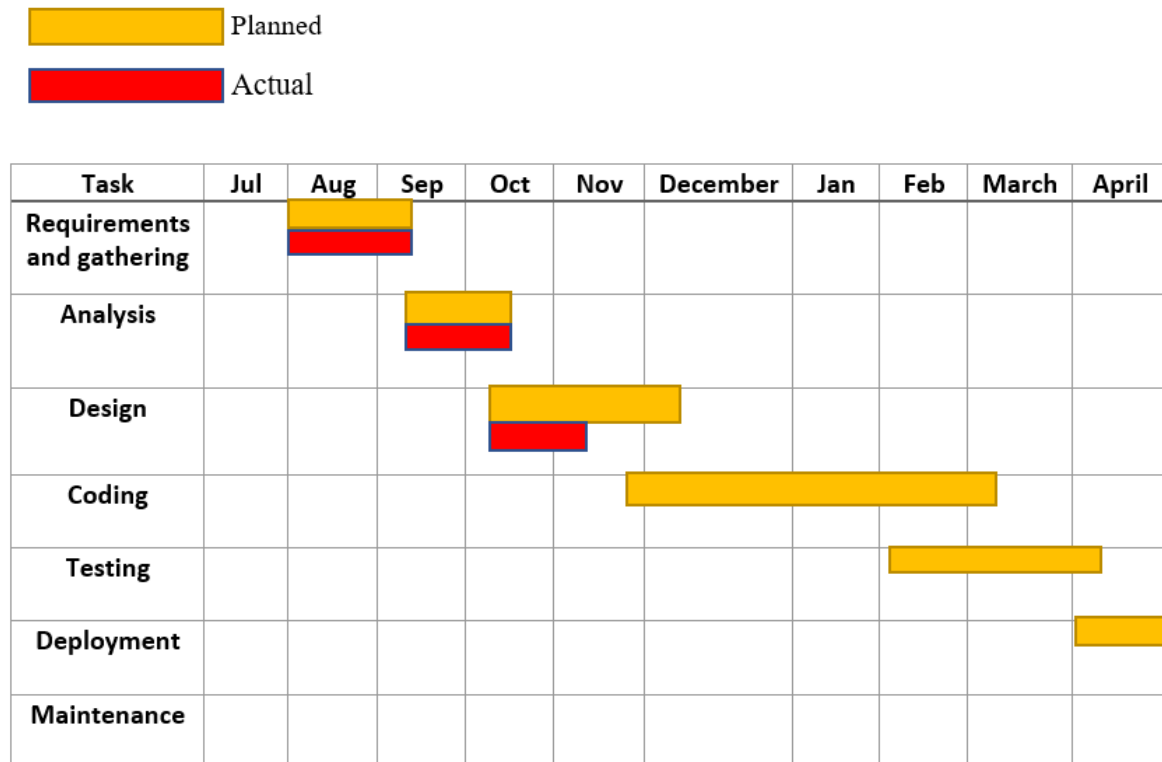 Planned
Actual
Task Jul Aug Sep Oct Nov December Jan Feb March April
Requirements
and gathering
Analysis
Design
Coding
Testing
Deployment
Maintenance